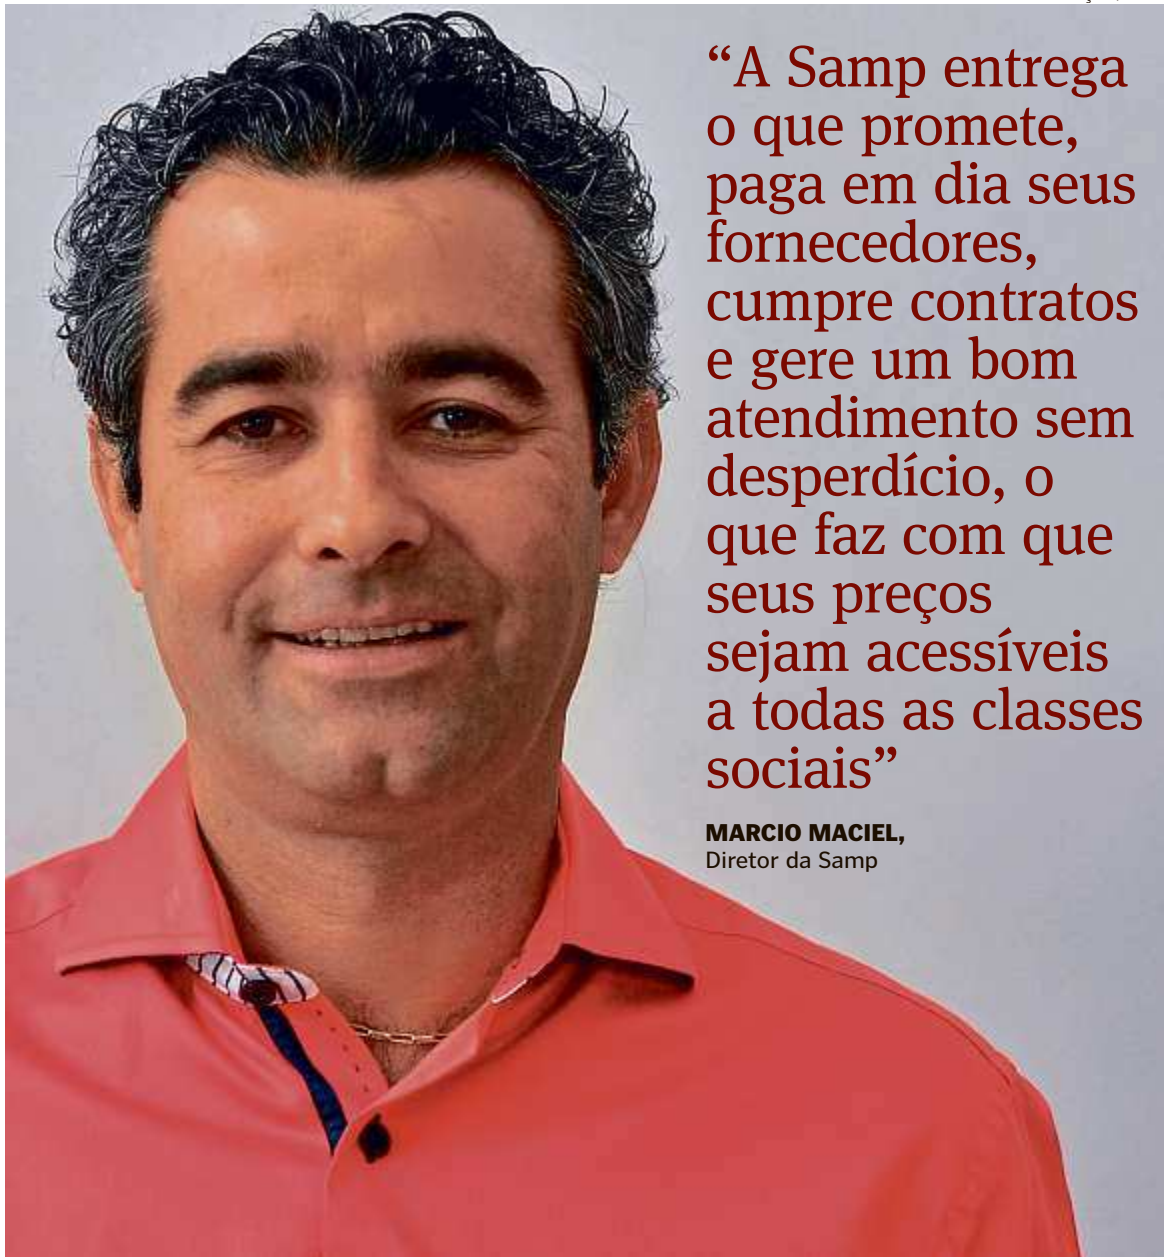 “A Samp entrega
o que promete,
paga em dia seus
fornecedores,
cumpre contratos
e gere um bom
atendimento sem
desperdício, o
que faz com que
seus preços
sejam acessíveis
a todas as classes
sociais”
MARCIO MACIEL,
Diretor da Samp